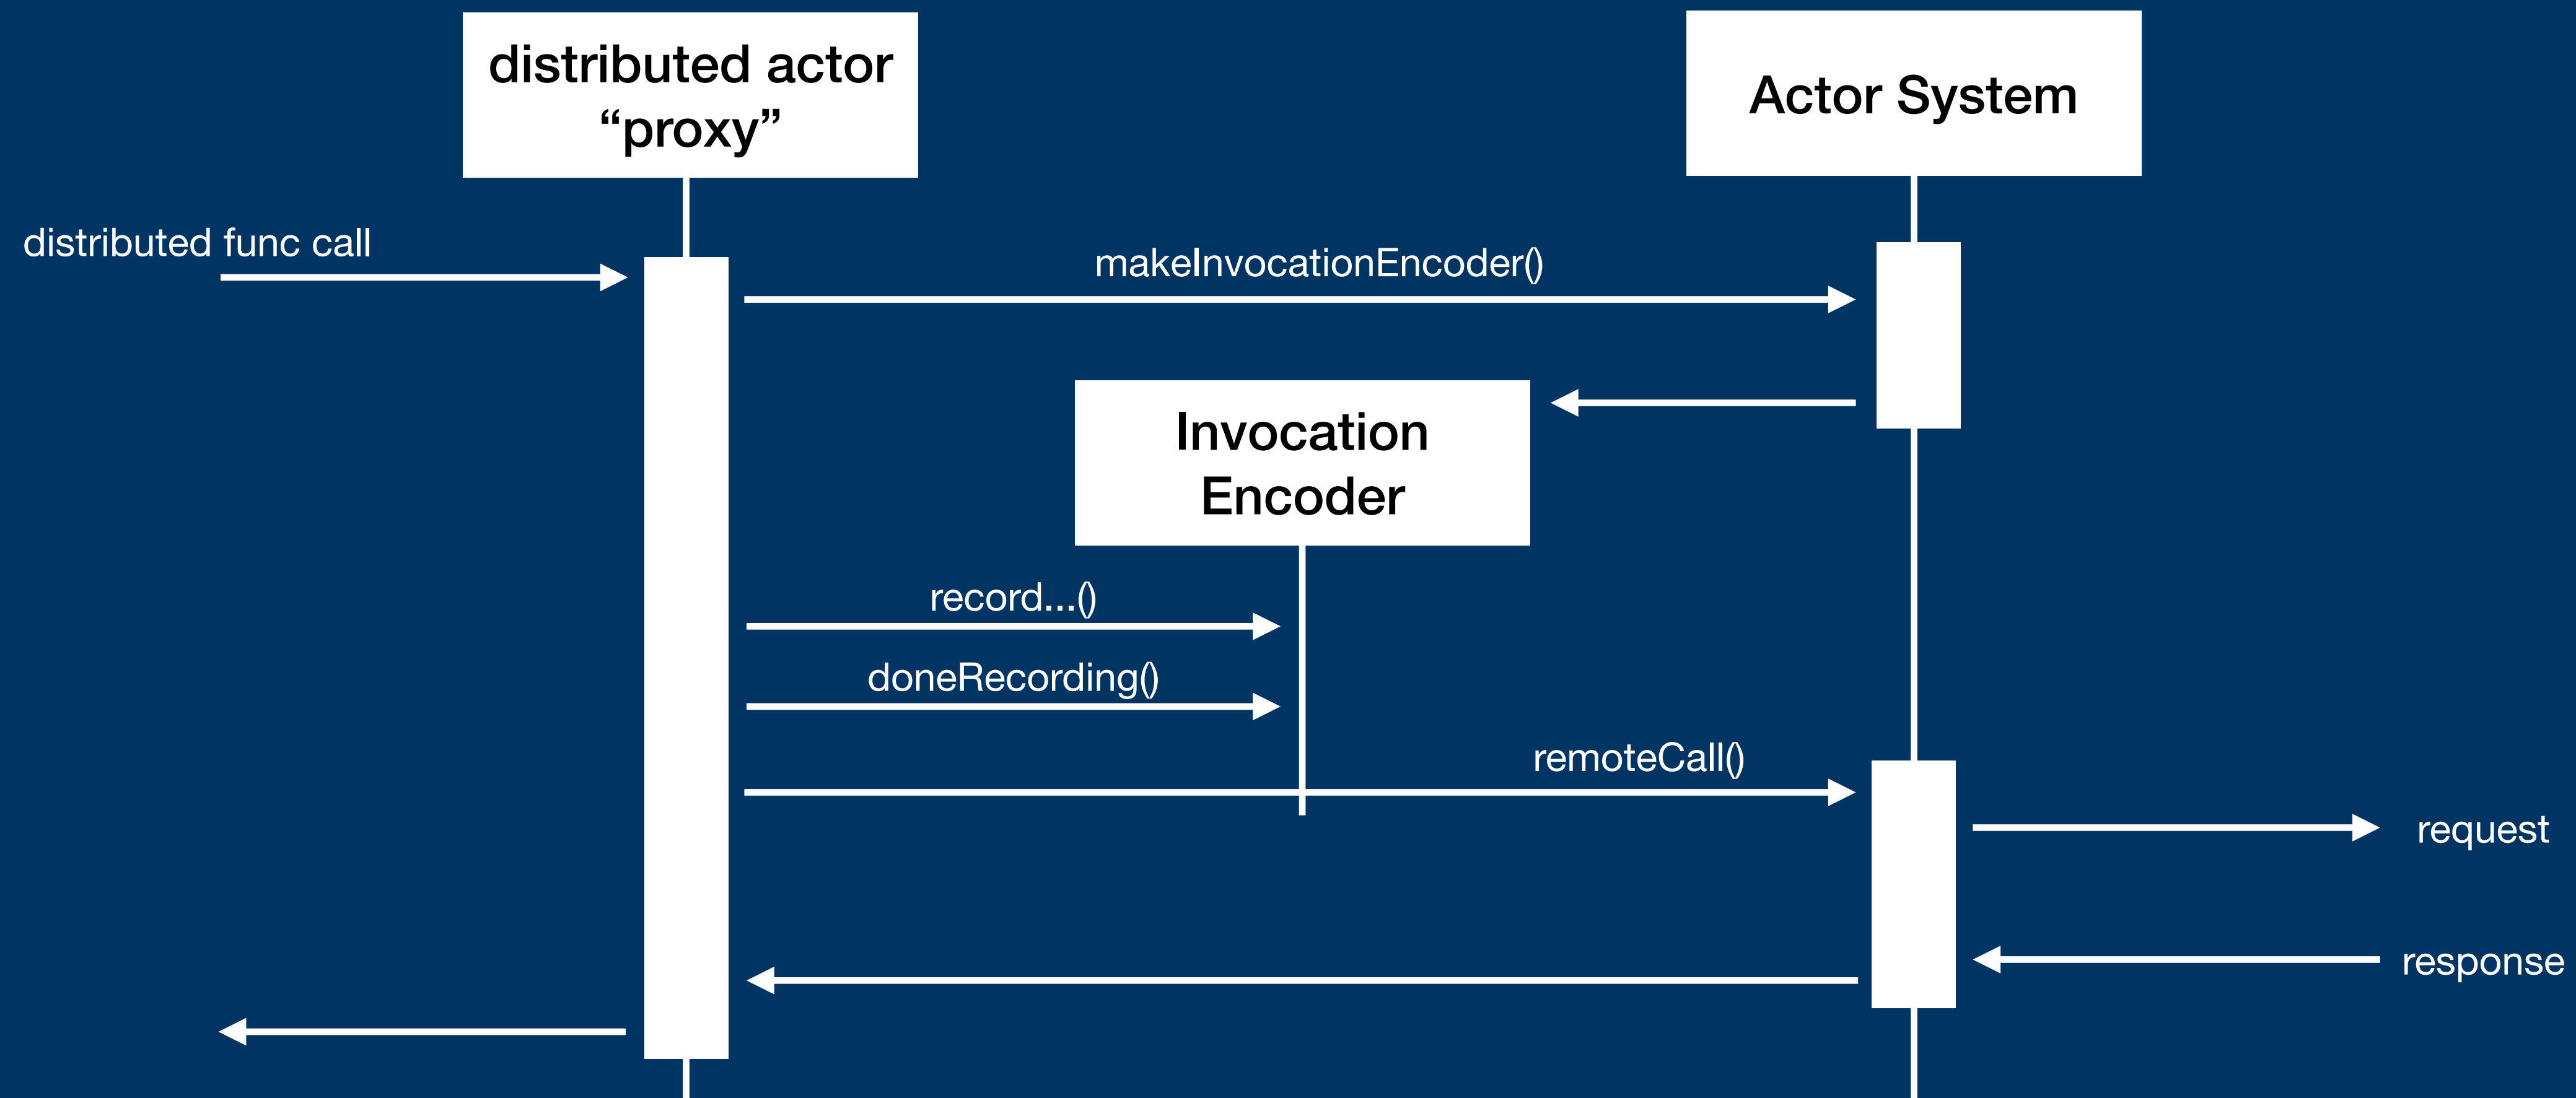 distributed actor
“proxy”
Actor System
distributed func call
makeInvocationEncoder()
Invocation
Encoder
record...()
doneRecording()
remoteCall()
request
response